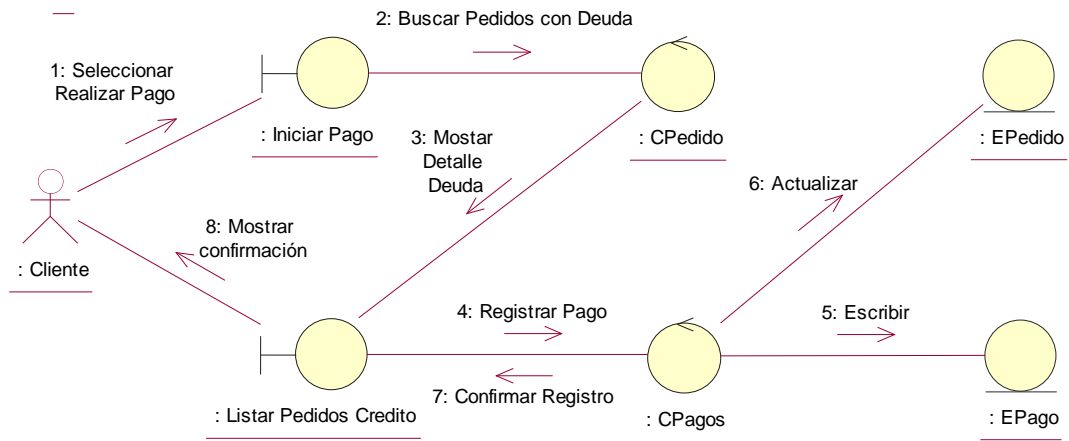 2: Buscar Pedidos con Deuda
1: Seleccionar
Realizar Pago
: Iniciar Pago
3: Mostar
Detalle
Deuda
: CPedido
: EPedido
6: Actualizar
8: Mostrar
confirmación
: Cliente
4: Registrar Pago
5: Escribir
7: Confirmar Registro
: Listar Pedidos Credito
: CPagos
: EPago